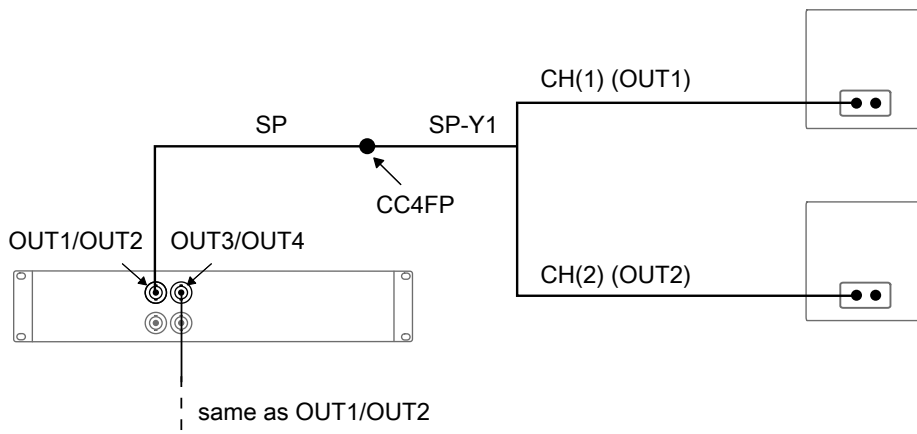 CH(1) (OUT1)
SP
SP-Y1
CC4FP
OUT1/OUT2
OUT3/OUT4
CH(2) (OUT2)
same as OUT1/OUT2